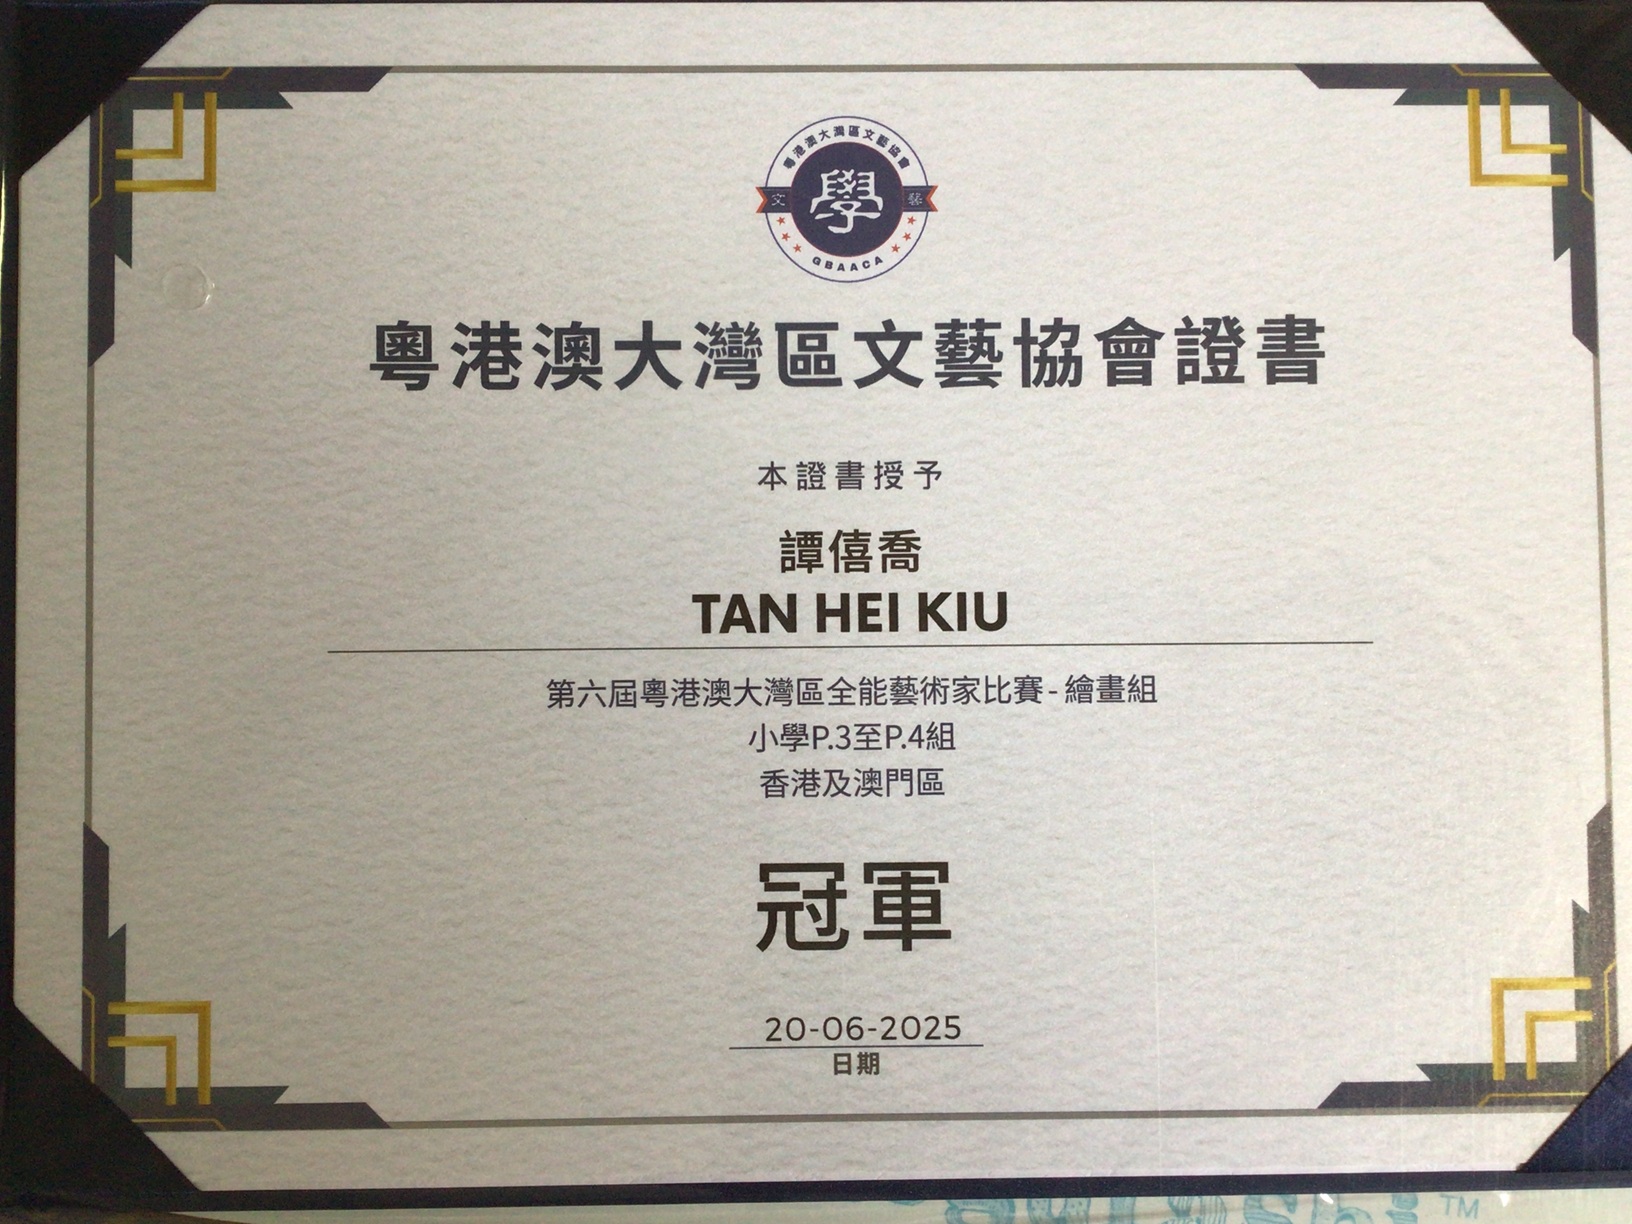 粵港澳大灣區文藝協會
文 學 藝
GBAACA
粵港澳大灣區文藝協會證書
本證書授予
譚僖喬
TAN HEI KIU
第六屆粵港澳大灣區全能藝術家比賽-繪畫組
小學P.3至P.4組
香港及澳門區
冠軍
20-06-2025
日期
TM